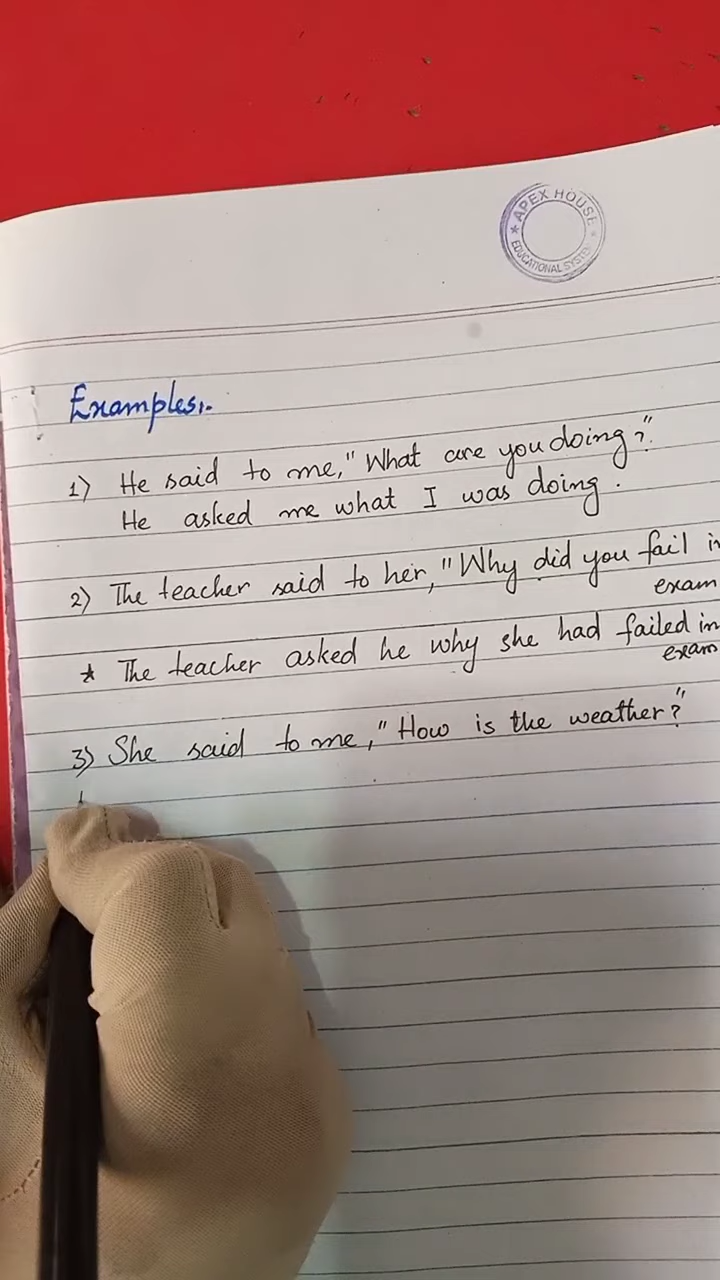 ★ APEX HOUSE ★
EDUCATIONAL SYSTEM
Examples:-
1) He said to me, "What are you doing?".
He asked me what I was doing.
2) The teacher said to her, "Why did you fail in
exam
* The teacher asked he why she had failed in
exam
3) She said to me, "How is the weather?"